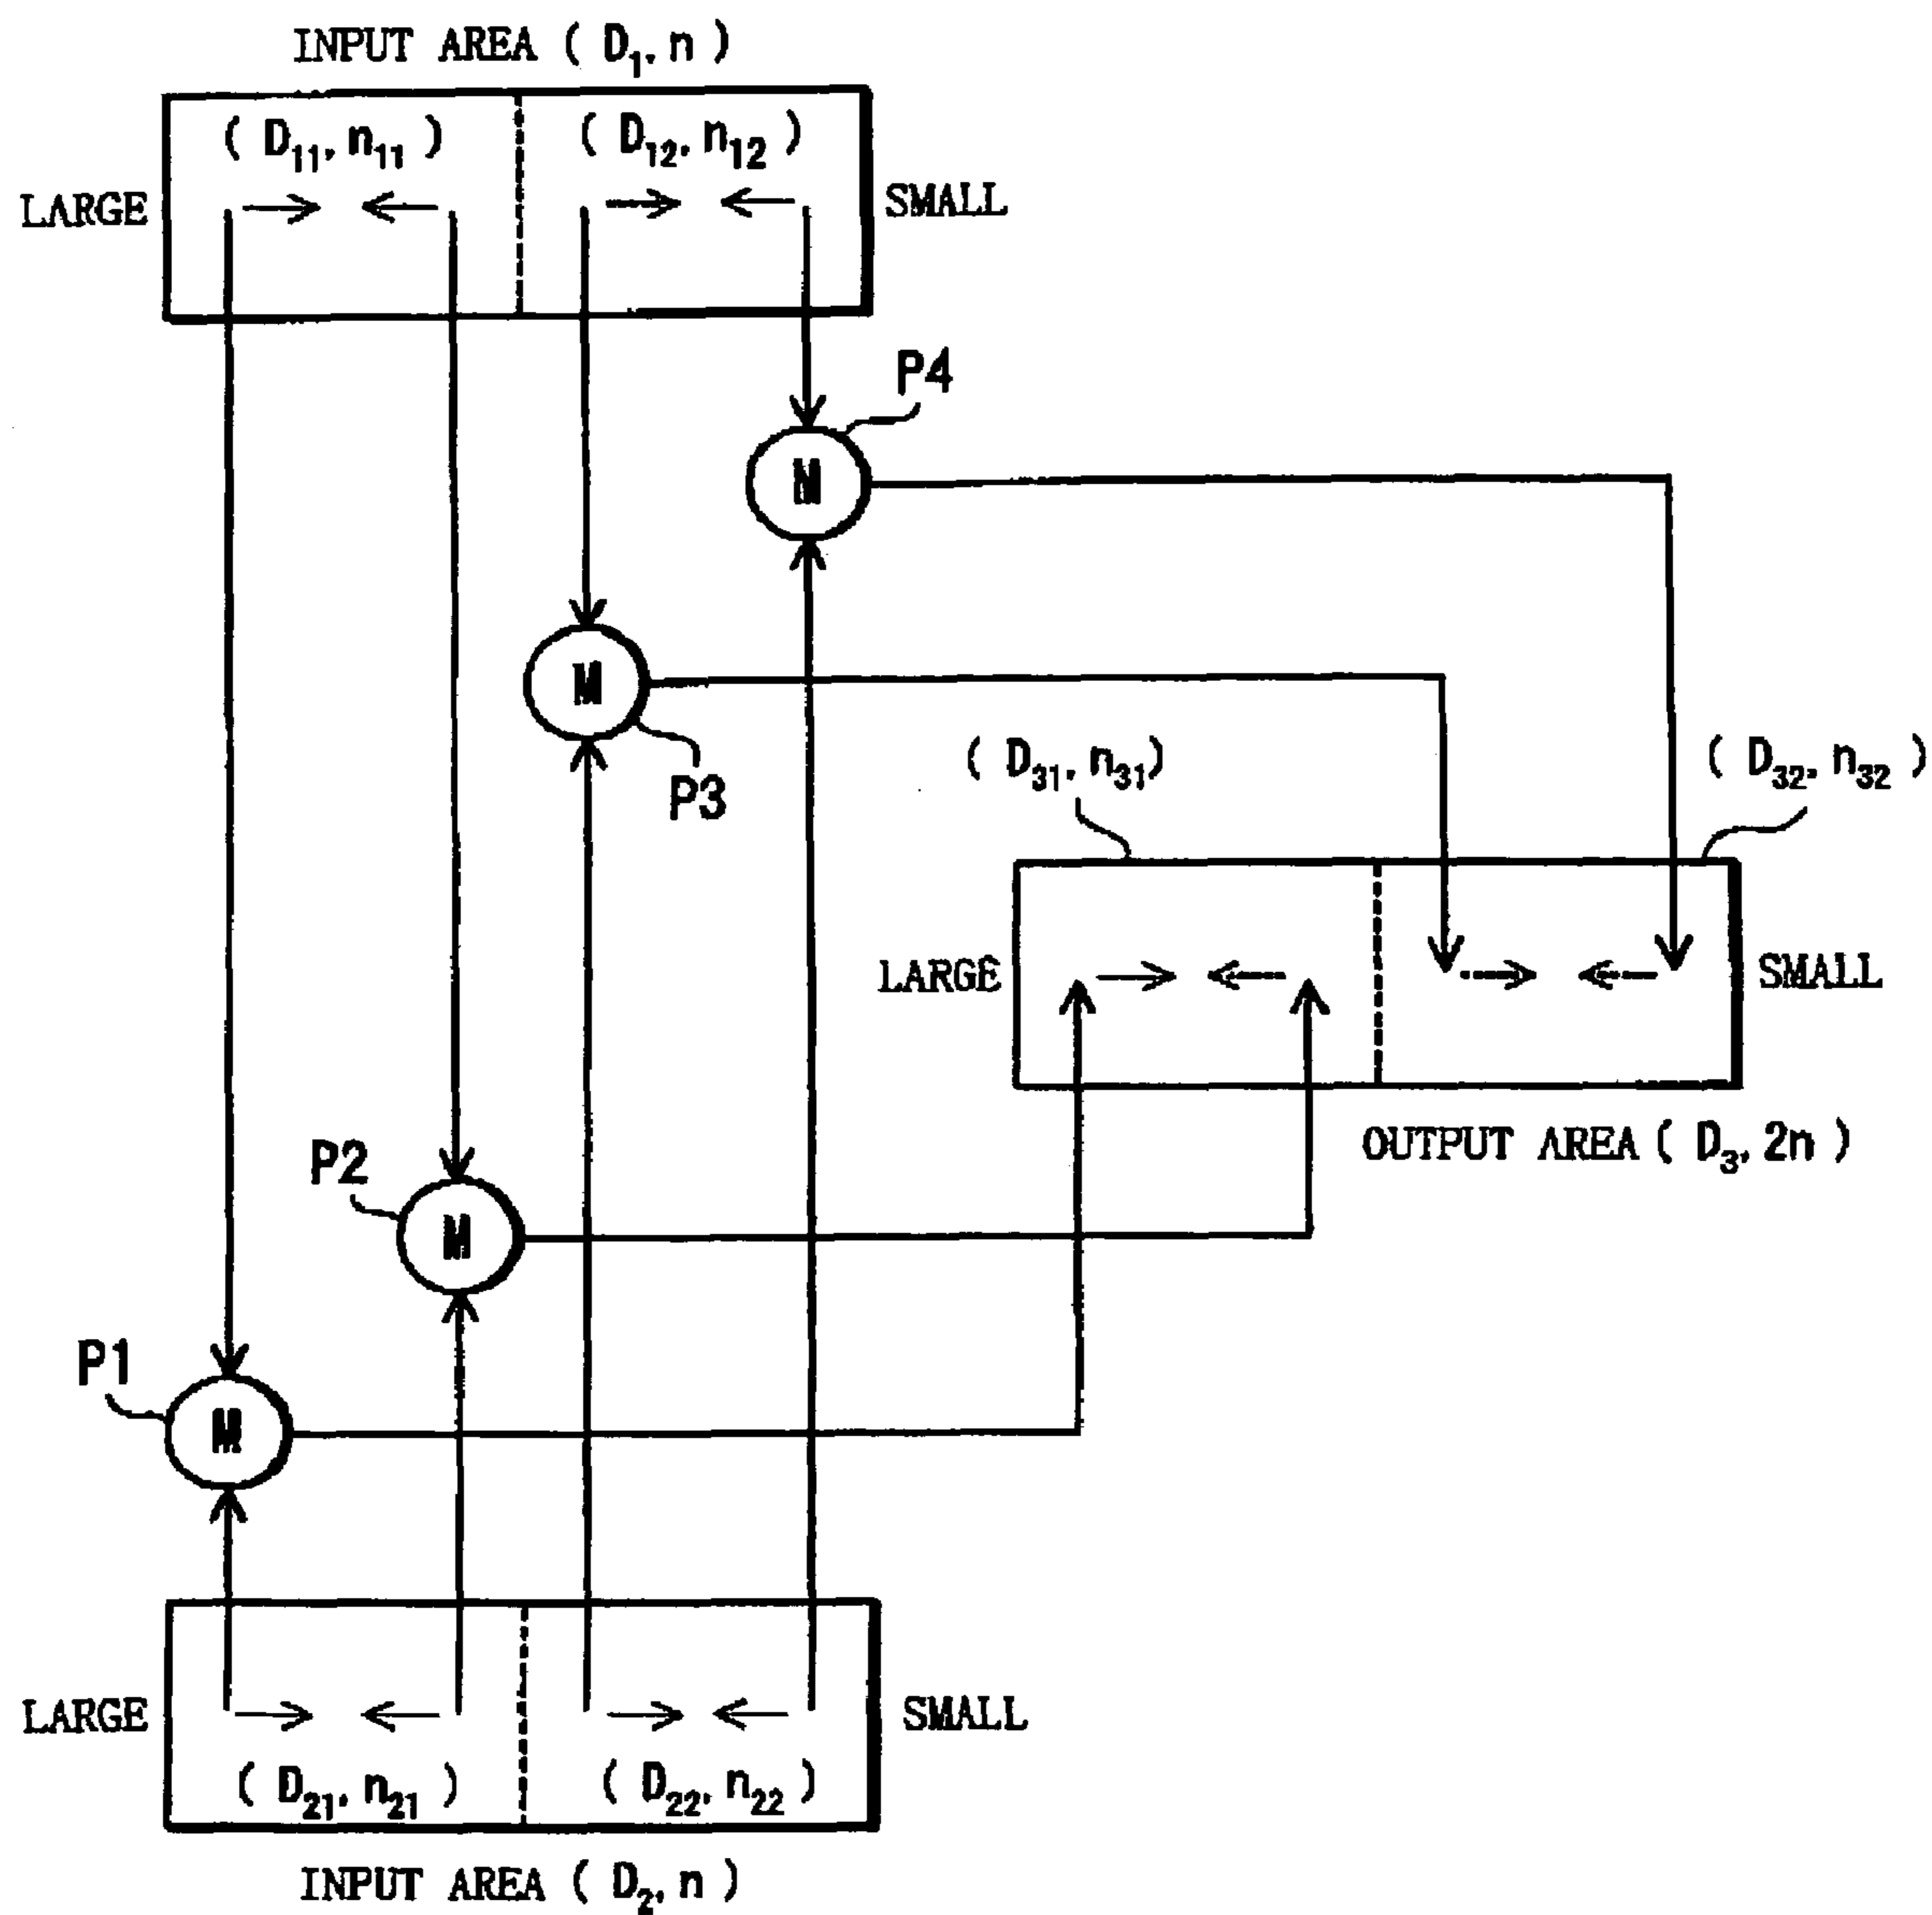 INPUT AREA ( D₁, n )
( D₁₁, n₁₁ )
( D₁₂, n₁₂ )
LARGE
SMALL
P4
M
M
P3
( D₃₁, n₃₁)
( D₃₂, n₃₂ )
LARGE
SMALL
OUTPUT AREA ( D₃, 2n )
P2
M
P1
M
LARGE
SMALL
( D₂₁, n₂₁ )
( D₂₂, n₂₂ )
INPUT AREA ( D₂, n )